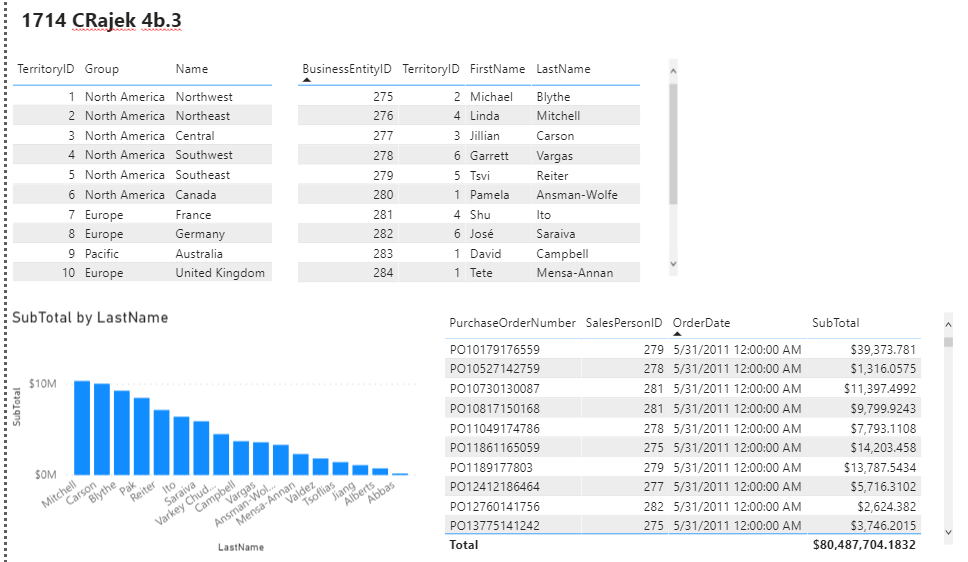 1714 CRajek 4b.3
TerritoryID Group Name
1 North America Northwest
2 North America Northeast
3 North America Central
4 North America Southwest
5 North America Southeast
6 North America Canada
7 Europe France
8 Europe Germany
9 Pacific Australia
10 Europe United Kingdom
BusinessEntityID TerritoryID FirstName LastName
275 2 Michael Blythe
276 4 Linda Mitchell
277 3 Jillian Carson
278 6 Garrett Vargas
279 5 Tsvi Reiter
280 1 Pamela Ansman-Wolfe
281 4 Shu Ito
282 6 José Saraiva
283 1 David Campbell
284 1 Tete Mensa-Annan
SubTotal by LastName
SubTotal
$10M
$0M
Mitchell
Carson
Blythe
Pak
Reiter
Ito
Saraiva
Varkey Chud...
Campbell
Vargas
Ansman-Wol...
Mensa-Annan
Valdez
Tsoflias
Jiang
Alberts
Abbas
LastName
PurchaseOrderNumber SalesPersonID OrderDate SubTotal
PO10179176559 279 5/31/2011 12:00:00 AM $39,373.781
PO10527142759 278 5/31/2011 12:00:00 AM $1,316.0575
PO10730130087 281 5/31/2011 12:00:00 AM $11,397.4992
PO10817150168 281 5/31/2011 12:00:00 AM $9,799.9243
PO11049174786 278 5/31/2011 12:00:00 AM $7,793.1108
PO11861165059 275 5/31/2011 12:00:00 AM $14,203.458
PO1189177803 279 5/31/2011 12:00:00 AM $13,787.5434
PO12412186464 277 5/31/2011 12:00:00 AM $5,716.3102
PO12760141756 282 5/31/2011 12:00:00 AM $2,624.382
PO13775141242 275 5/31/2011 12:00:00 AM $3,746.2015
Total $80,487,704.1832